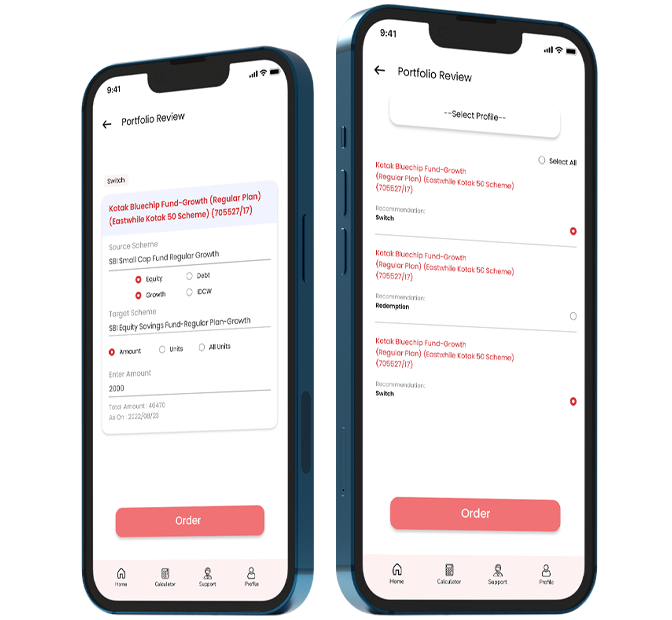 9:41
Portfolio Review
Switch
Kotak Bluechip Fund-Growth (Regular Plan)
(Eastwhile Kotak 50 Scheme) (705527/17)
Source Scheme
SBI Small Cap Fund Regular Growth
Equity
Debt
Growth
IDCW
Target Scheme
SBI Equity Savings Fund-Regular Plan-Growth
Amount
Units
All Units
Enter Amount
2000
Total Amount : 46470
As On : 2022/08/23
Order
Home
Calculator
Support
Profile
9:41
Portfolio Review
--Select Profile--
Select All
Kotak Bluechip Fund-Growth
(Regular Plan) (Eastwhile Kotak 50 Scheme)
(705527/17)
Recommendation:
Switch
Kotak Bluechip Fund-Growth
(Regular Plan) (Eastwhile Kotak 50 Scheme)
(705527/17)
Recommendation:
Redemption
Kotak Bluechip Fund-Growth
(Regular Plan) (Eastwhile Kotak 50 Scheme)
(705527/17)
Recommendation:
Switch
Order
Home
Calculator
Support
Profile